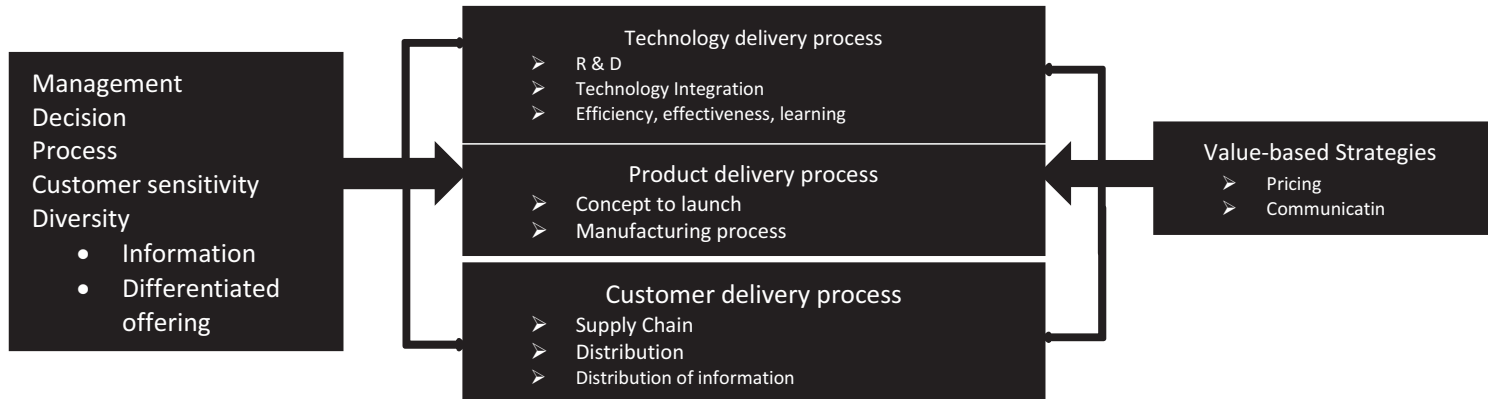 Management
Decision
Process
Customer sensitivity
Diversity
• Information
• Differentiated
offering
Technology delivery process
➢ R & D
➢ Technology Integration
➢ Efficiency, effectiveness, learning
Product delivery process
➢ Concept to launch
➢ Manufacturing process
Customer delivery process
➢ Supply Chain
➢ Distribution
➢ Distribution of information
Value-based Strategies
➢ Pricing
➢ Communicatin